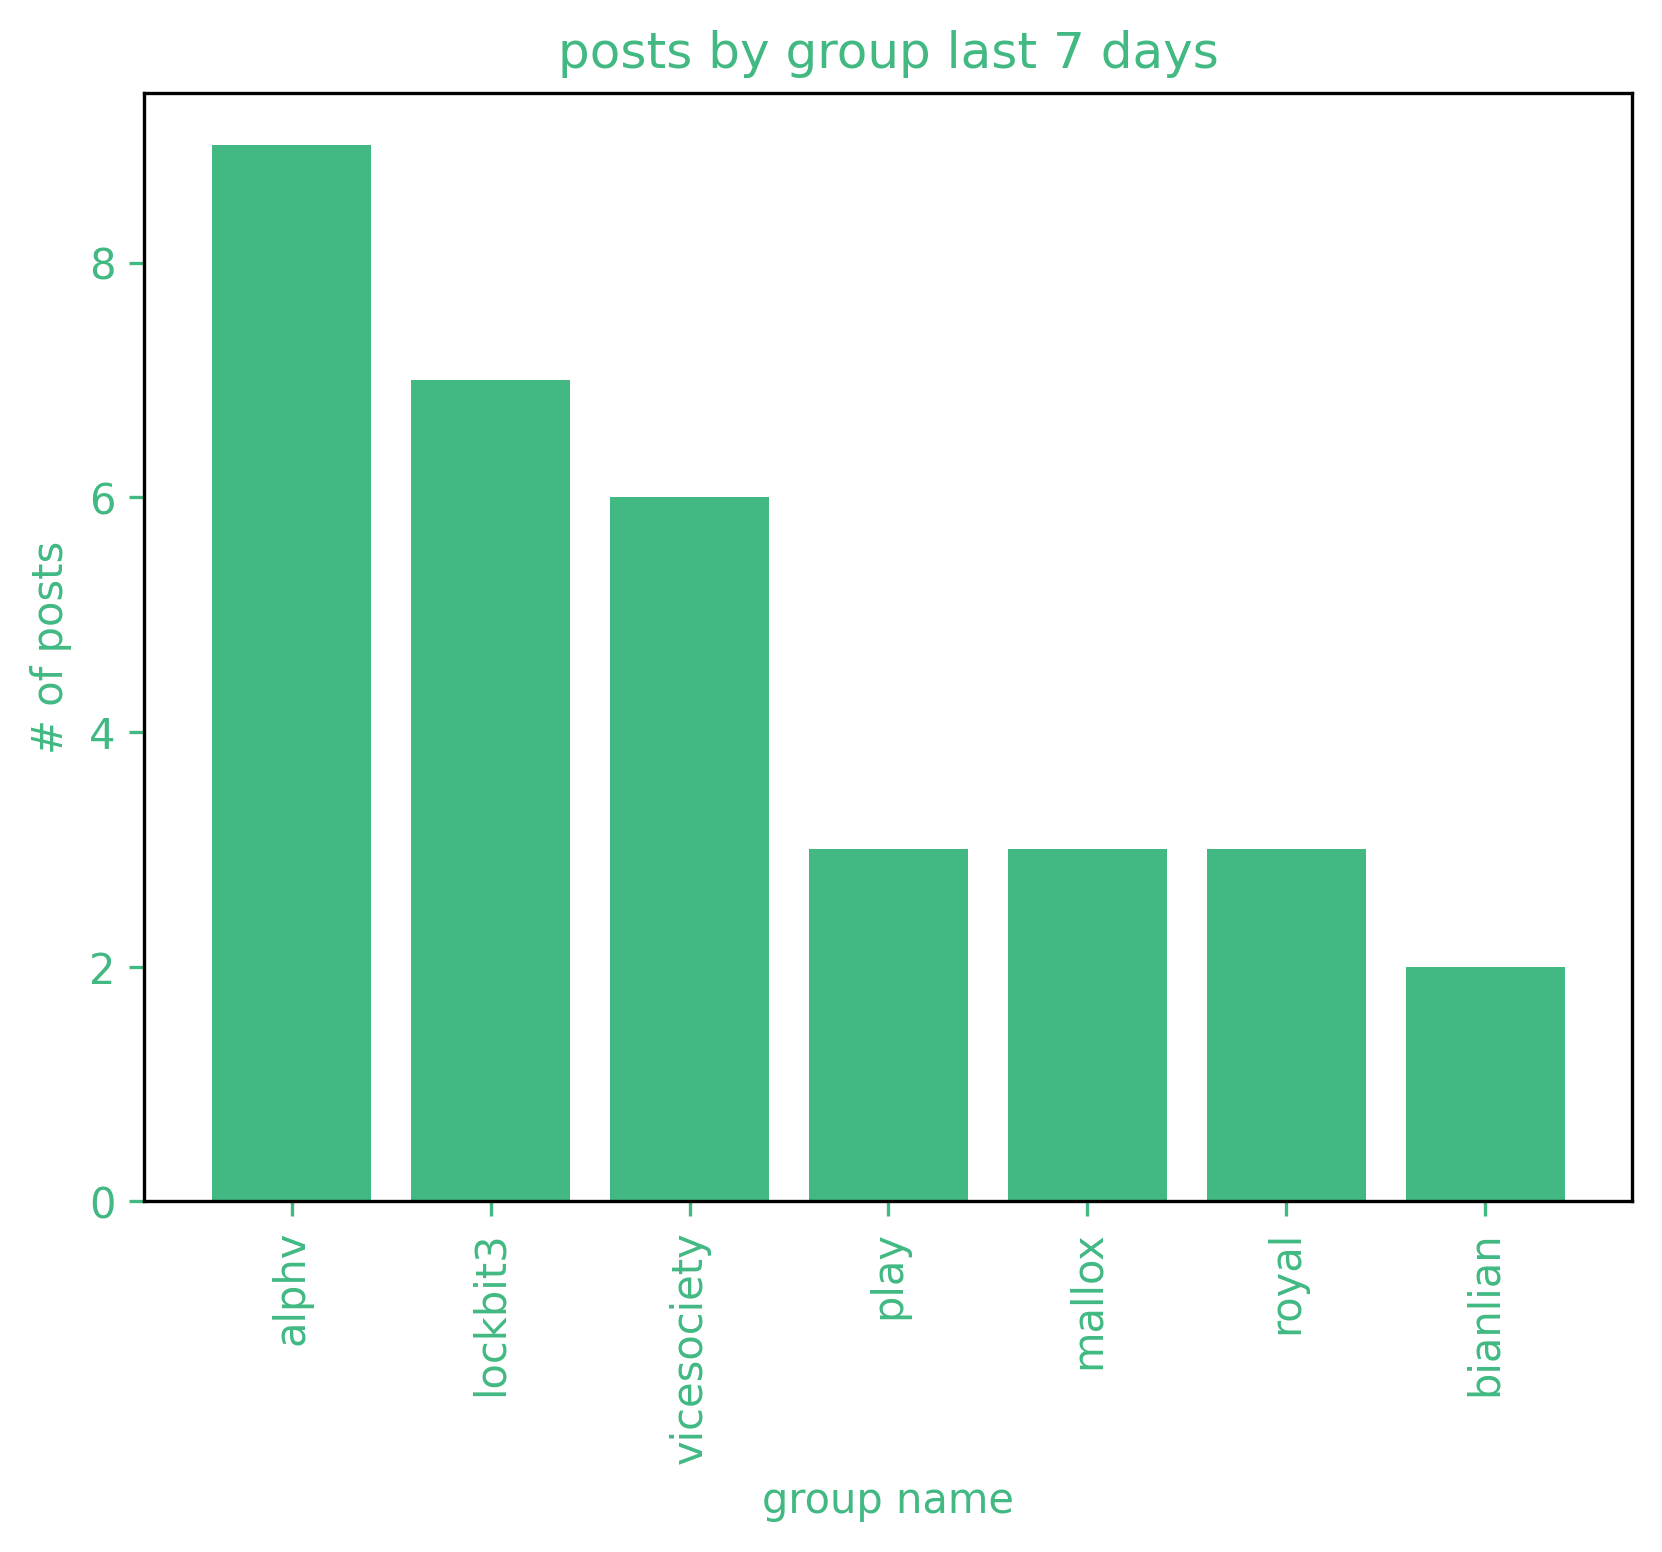 posts by group last 7 days
# of posts
8
6
4
2
0
alphv
lockbit3
vicesociety
play
mallox
royal
bianlian
group name